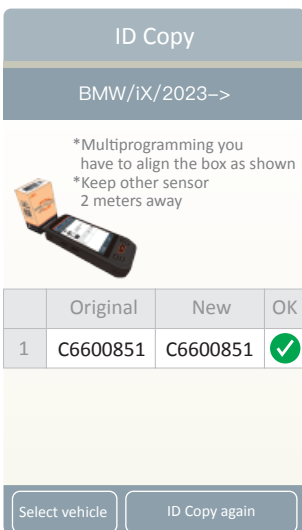 ID Copy
BMW/iX/2023–>
*Multiprogramming you
have to align the box as shown
*Keep other sensor
2 meters away
Original New OK
1 C6600851 C6600851
Select vehicle ID Copy again